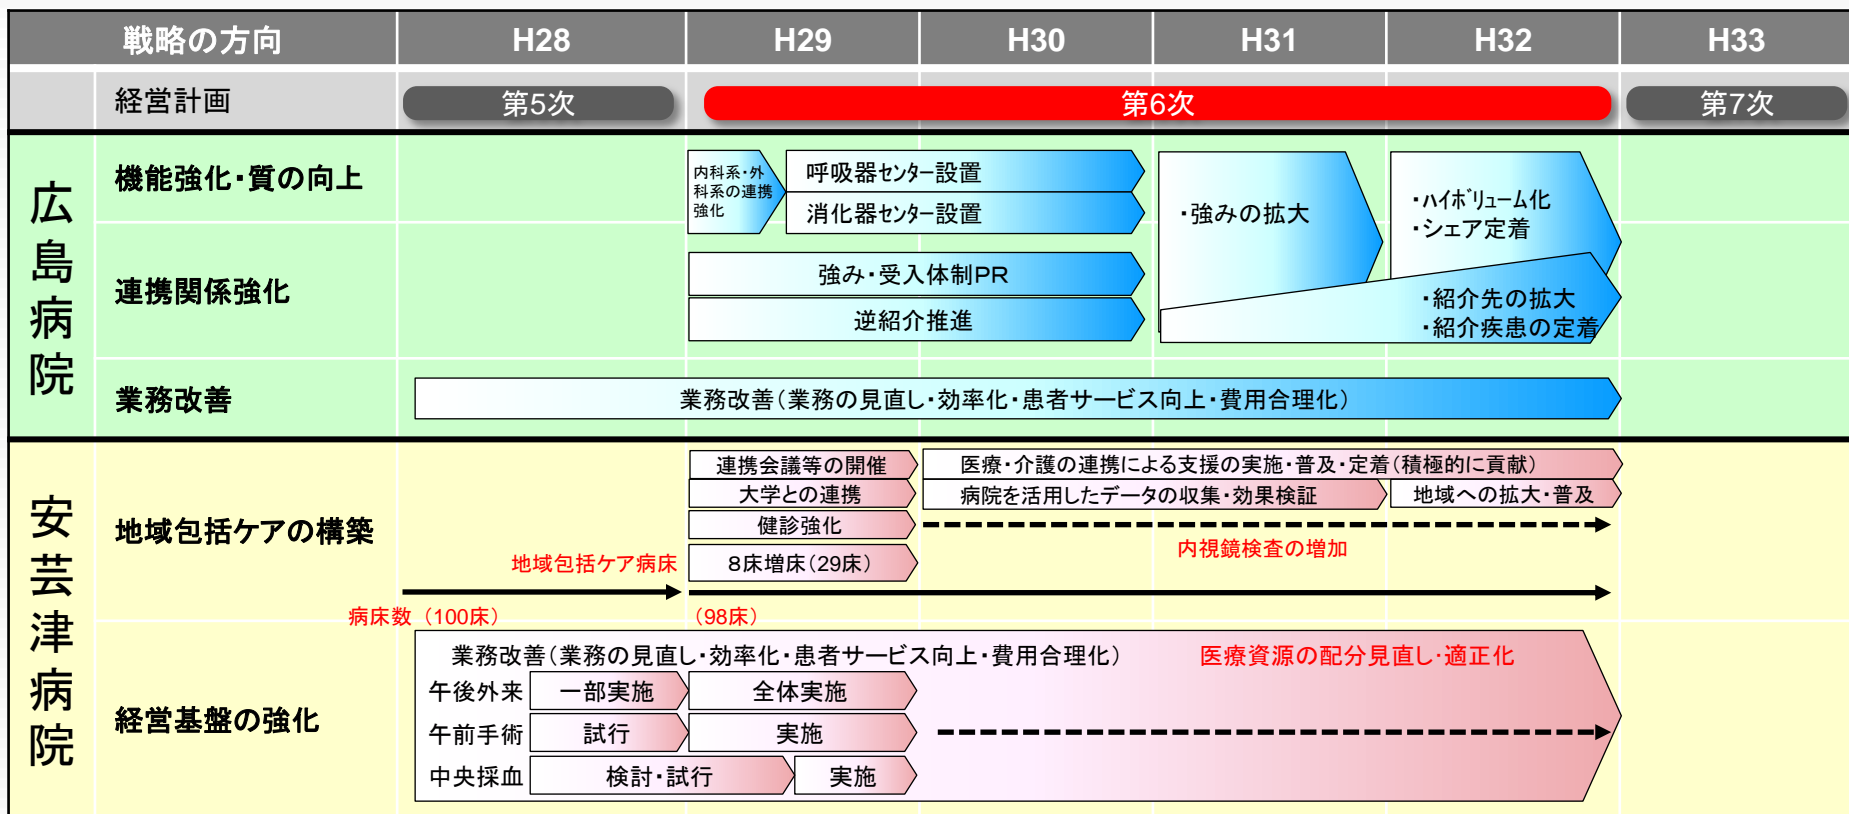 戦略の方向 H28 H29 H30 H31 H32 H33
経営計画 第5次 第6次 第7次
広島病院
機能強化・質の向上
内科系・外
科系の連携
強化
呼吸器センター設置
消化器センター設置
・強みの拡大
・ハイボリューム化
・シェア定着
連携関係強化
強み・受入体制PR
逆紹介推進
・紹介先の拡大
・紹介疾患の定着
業務改善
業務改善（業務の見直し・効率化・患者サービス向上・費用合理化）
安芸津病院
地域包括ケアの構築
連携会議等の開催 医療・介護の連携による支援の実施・普及・定着（積極的に貢献）
大学との連携 病院を活用したデータの収集・効果検証 地域への拡大・普及
健診強化
内視鏡検査の増加
地域包括ケア病床 8床増床（29床）
病床数（100床） （98床）
経営基盤の強化
業務改善（業務の見直し・効率化・患者サービス向上・費用合理化） 医療資源の配分見直し・適正化
午後外来 一部実施 全体実施
午前手術 試行 実施
中央採血 検討・試行 実施